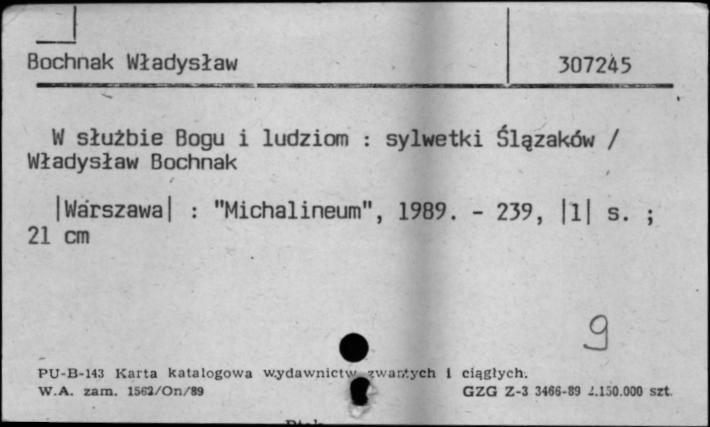 Bochnak Władysław 307245
W służbie Bogu i ludziom : sylwetki Ślązaków /
Władysław Bochnak
|Warszawa| : "Michalineum", 1989. - 239, |1| s. ;
21 cm
9
PU-B-143 Karta katalogowa wydawnictw zwartych i ciągłych.
W.A. zam. 1562/On/89 GZG Z-3 3466-89 2.150.000 szt.